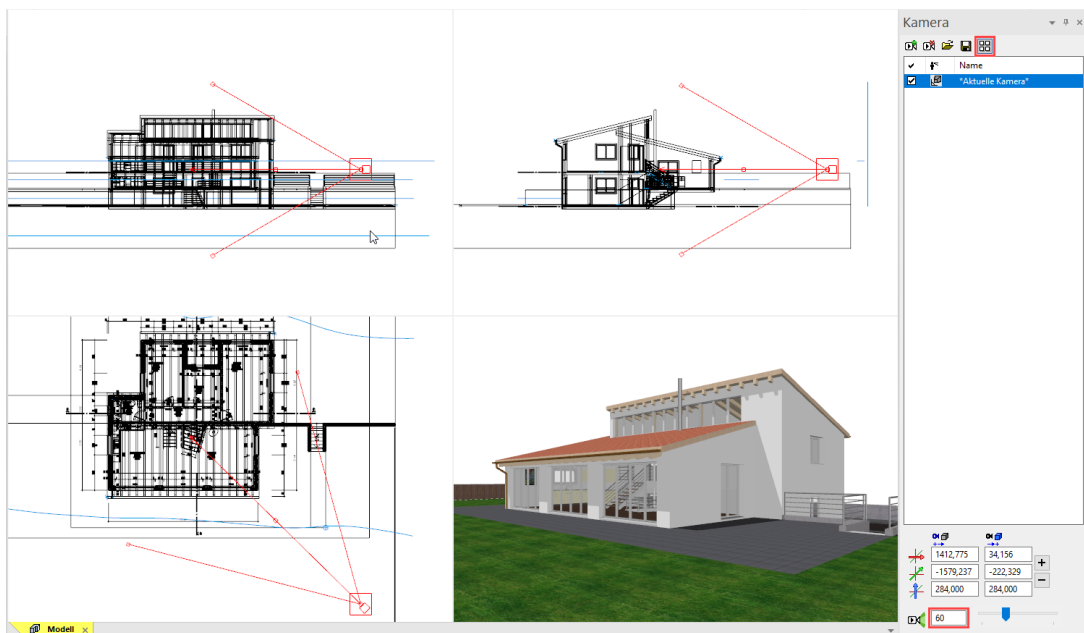 Kamera
Name
*Aktuelle Kamera*
1412,775 34,156
-1579,237 -222,329
284,000 284,000
60
Modell